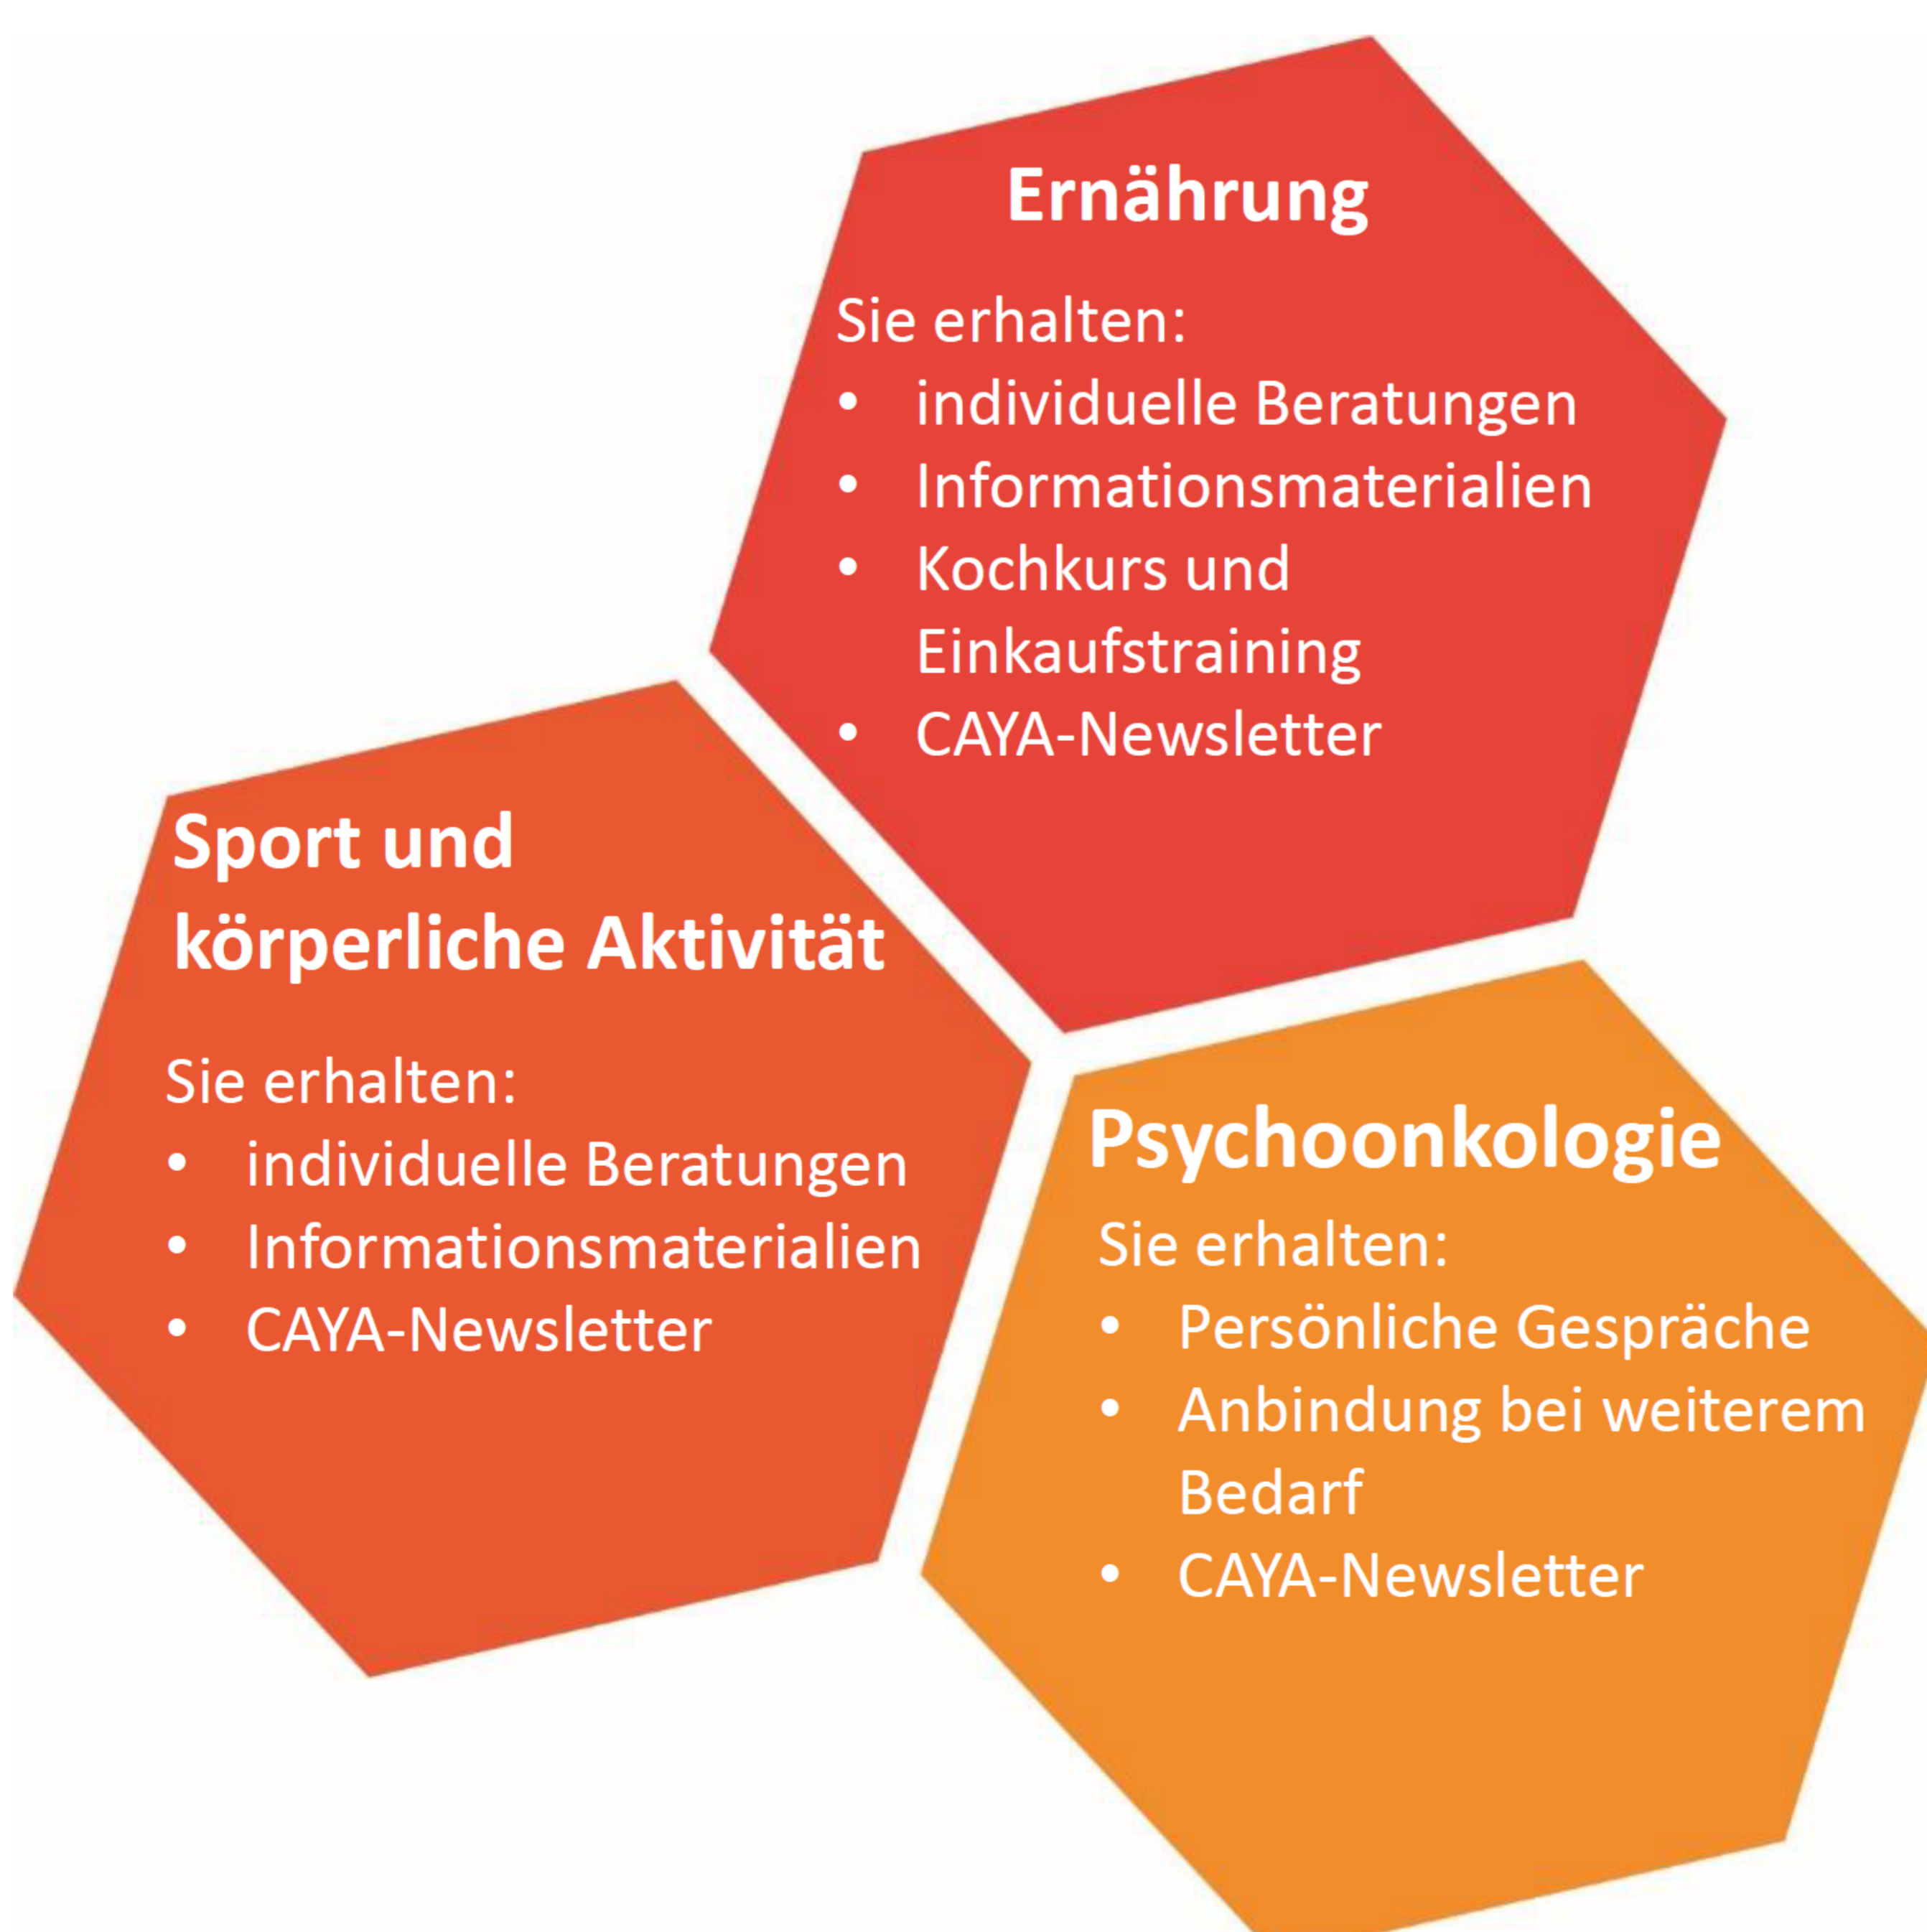 Ernährung
Sie erhalten:
• individuelle Beratungen
• Informationsmaterialien
• Kochkurs und
Einkaufstraining
• CAYA-Newsletter
Sport und
körperliche Aktivität
Sie erhalten:
• individuelle Beratungen
• Informationsmaterialien
• CAYA-Newsletter
Psychoonkologie
Sie erhalten:
• Persönliche Gespräche
• Anbindung bei weiterem
Bedarf
• CAYA-Newsletter